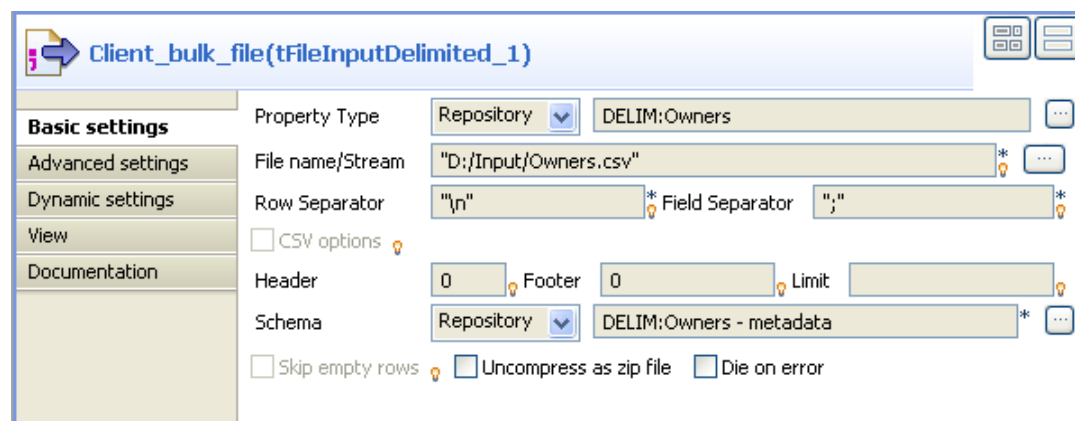 Client_bulk_file(tFileInputDelimited_1)
Basic settings
Advanced settings
Dynamic settings
View
Documentation
Property Type Repository DELIM:Owners ...
File name/Stream "D:/Input/Owners.csv" * ...
Row Separator "\n" * Field Separator ";" *
CSV options
Header 0 Footer 0 Limit
Schema Repository DELIM:Owners - metadata * ...
Skip empty rows Uncompress as zip file Die on error